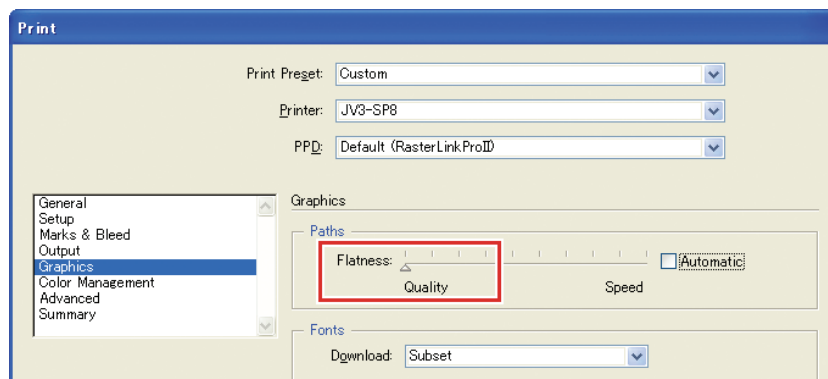 Print
Print Preset: Custom
Printer: JV3-SP8
PPD: Default (RasterLinkProII)
General
Setup
Marks & Bleed
Output
Graphics
Color Management
Advanced
Summary
Graphics
Paths
Flatness: Automatic
Quality Speed
Fonts
Download: Subset